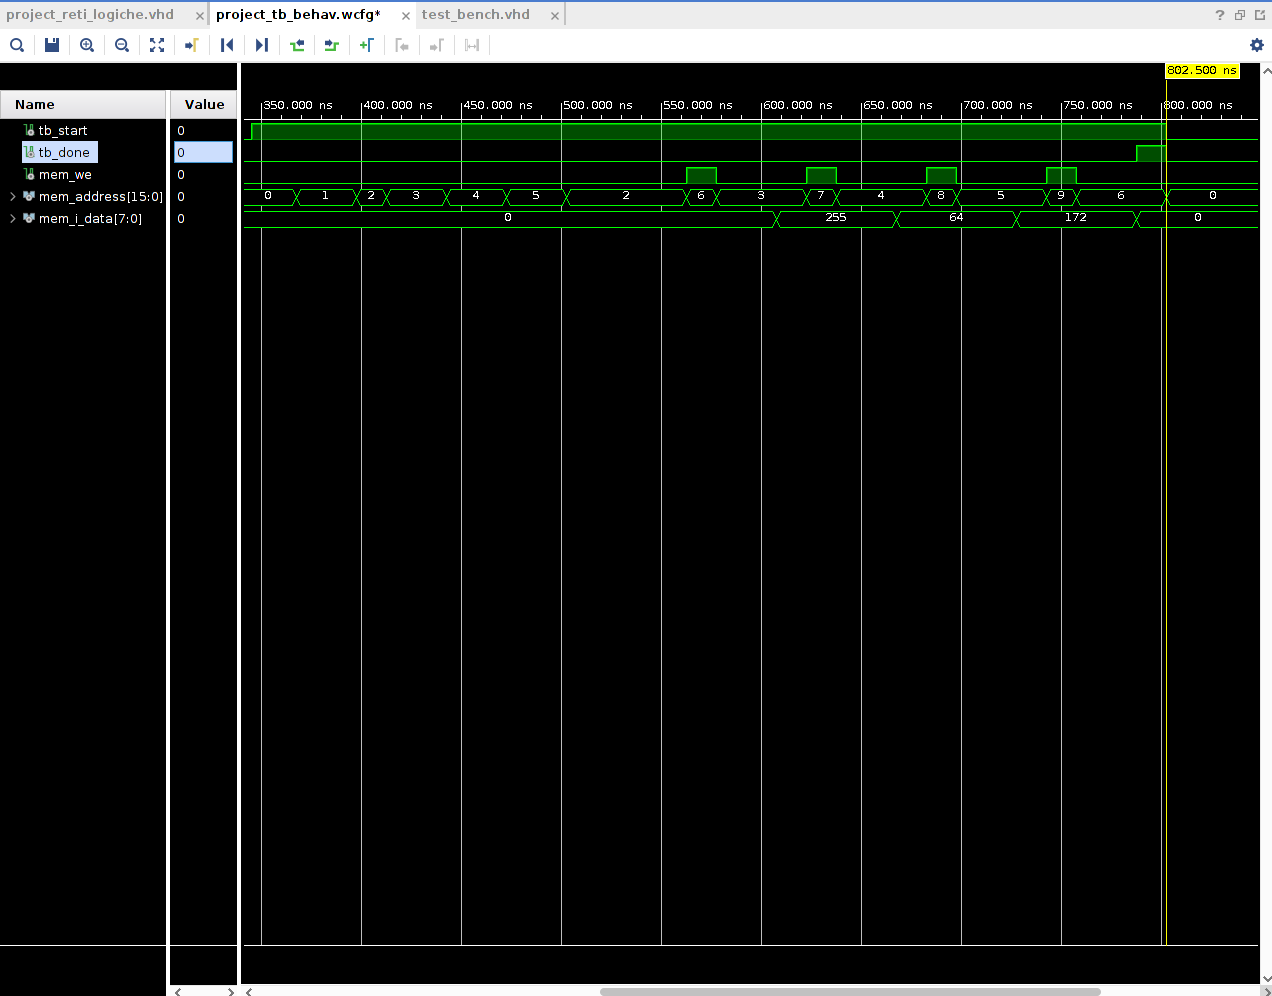 project_reti_logiche.vhd × project_tb_behav.wcfg* × test_bench.vhd × ?
802.500 ns
Name Value 350.000 ns 400.000 ns 450.000 ns 500.000 ns 550.000 ns 600.000 ns 650.000 ns 700.000 ns 750.000 ns 800.000 ns
tb_start 0
tb_done 0
mem_we 0
mem_address[15:0] 0 0 1 2 3 4 5 2 6 3 7 4 8 5 9 6 0
mem_i_data[7:0] 0 0 255 64 172 0